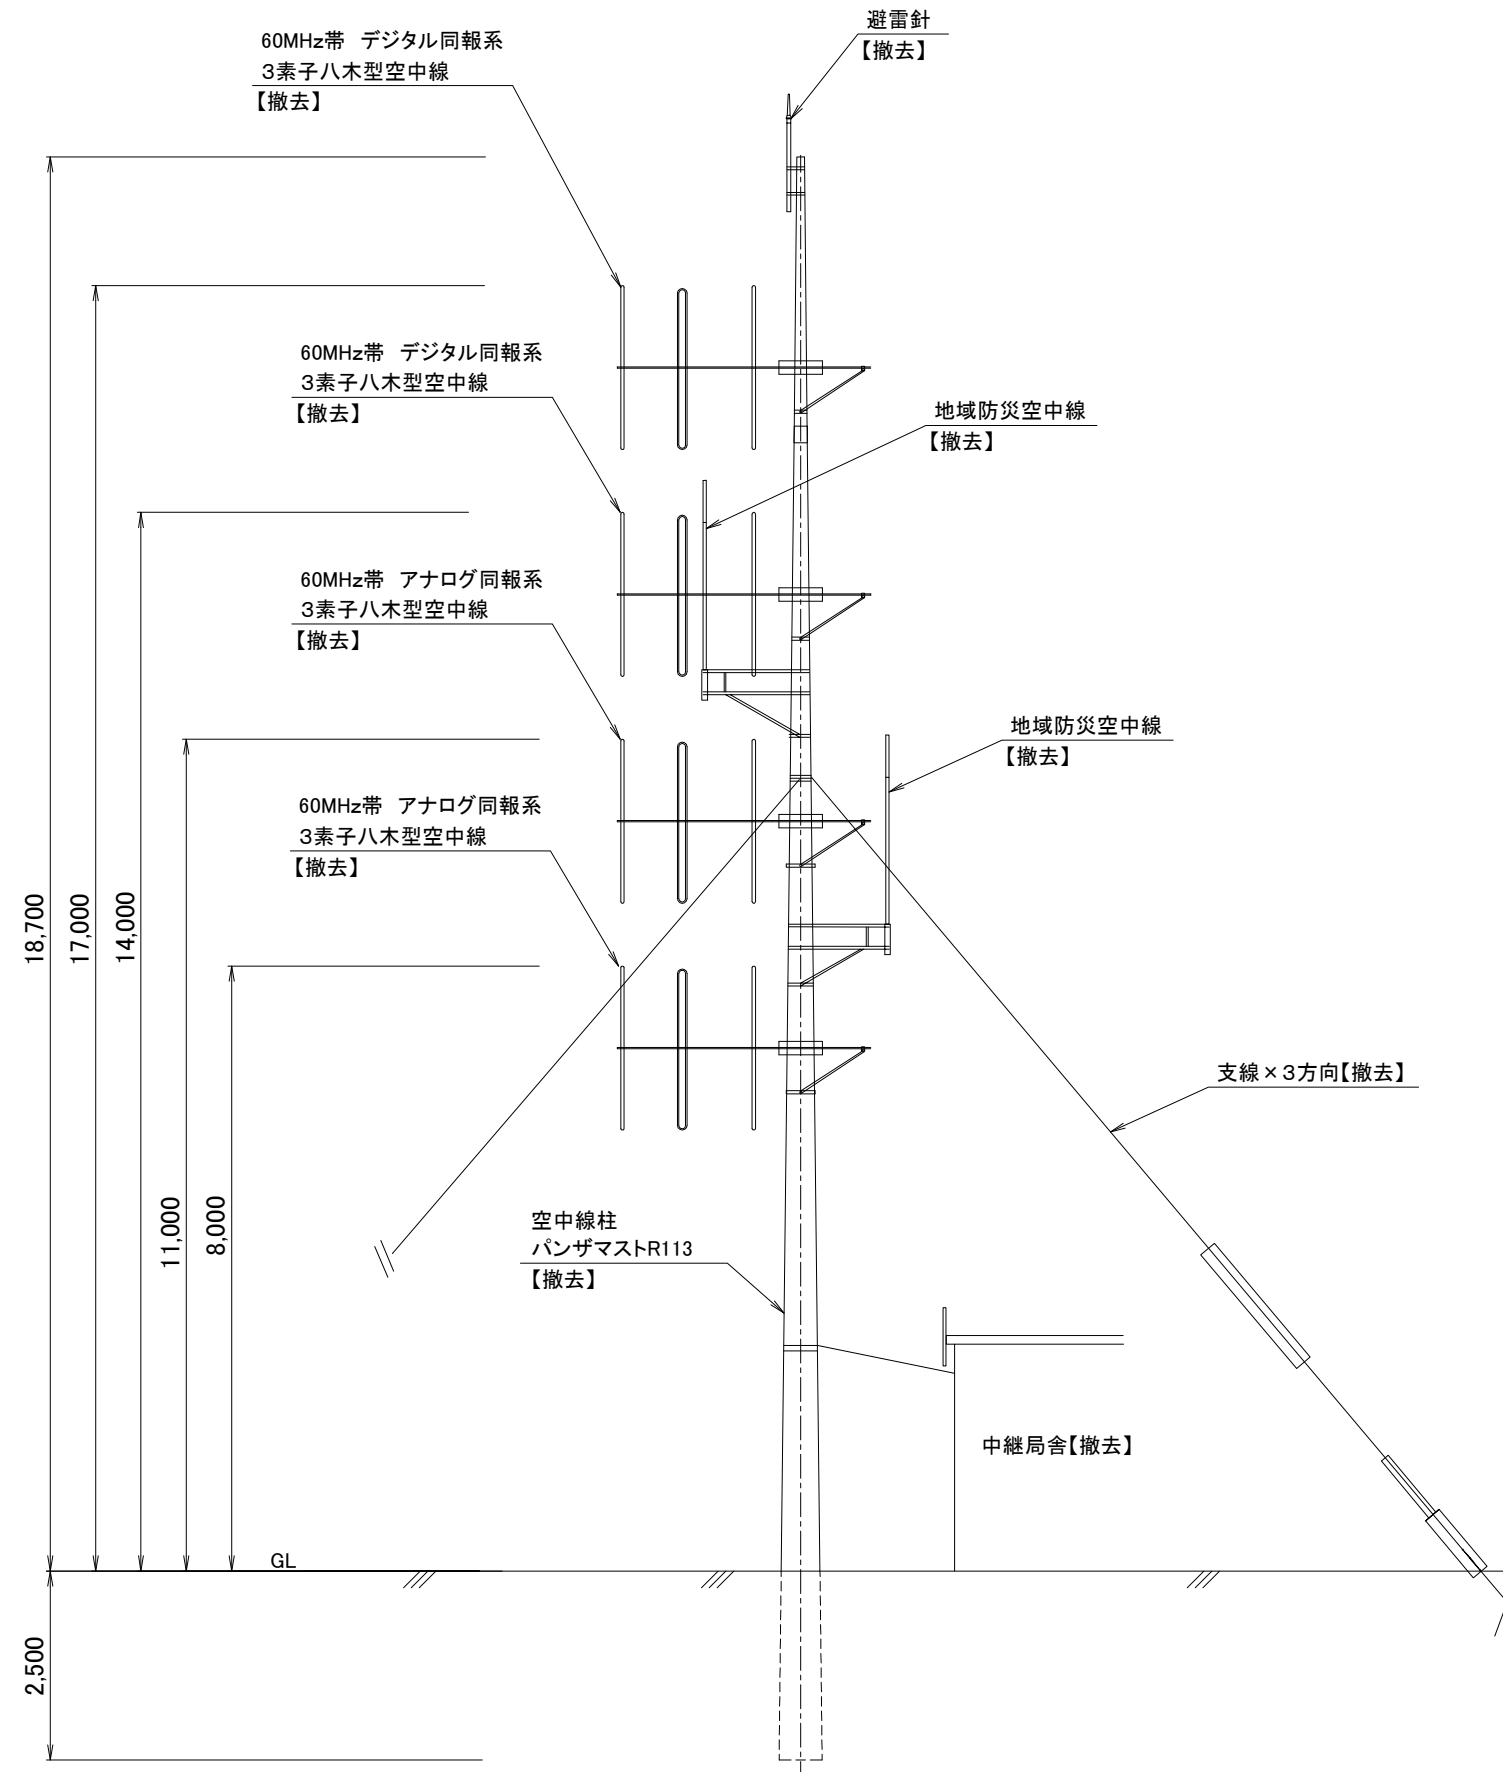 避雷針
【撤去】
60MHz帯 デジタル同報系
3素子八木型空中線
【撤去】
60MHz帯 デジタル同報系
3素子八木型空中線
【撤去】
地域防災空中線
【撤去】
60MHz帯 アナログ同報系
3素子八木型空中線
【撤去】
地域防災空中線
【撤去】
60MHz帯 アナログ同報系
3素子八木型空中線
【撤去】
18,700
17,000
14,000
11,000
8,000
支線×3方向【撤去】
空中線柱
パンザマストR113
【撤去】
中継局舎【撤去】
GL
2,500